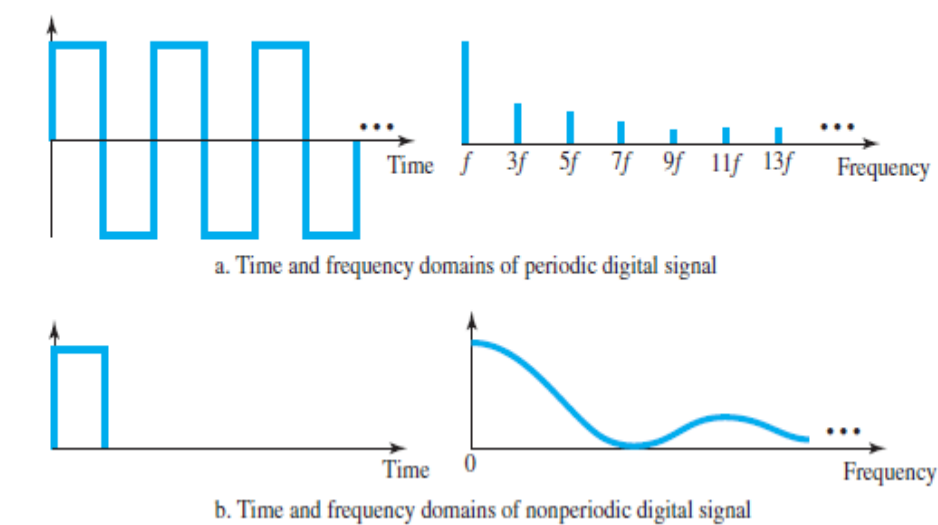 •••
Time
f 3f 5f 7f 9f 11f 13f
•••
Frequency
a. Time and frequency domains of periodic digital signal
Time
0
•••
Frequency
b. Time and frequency domains of nonperiodic digital signal